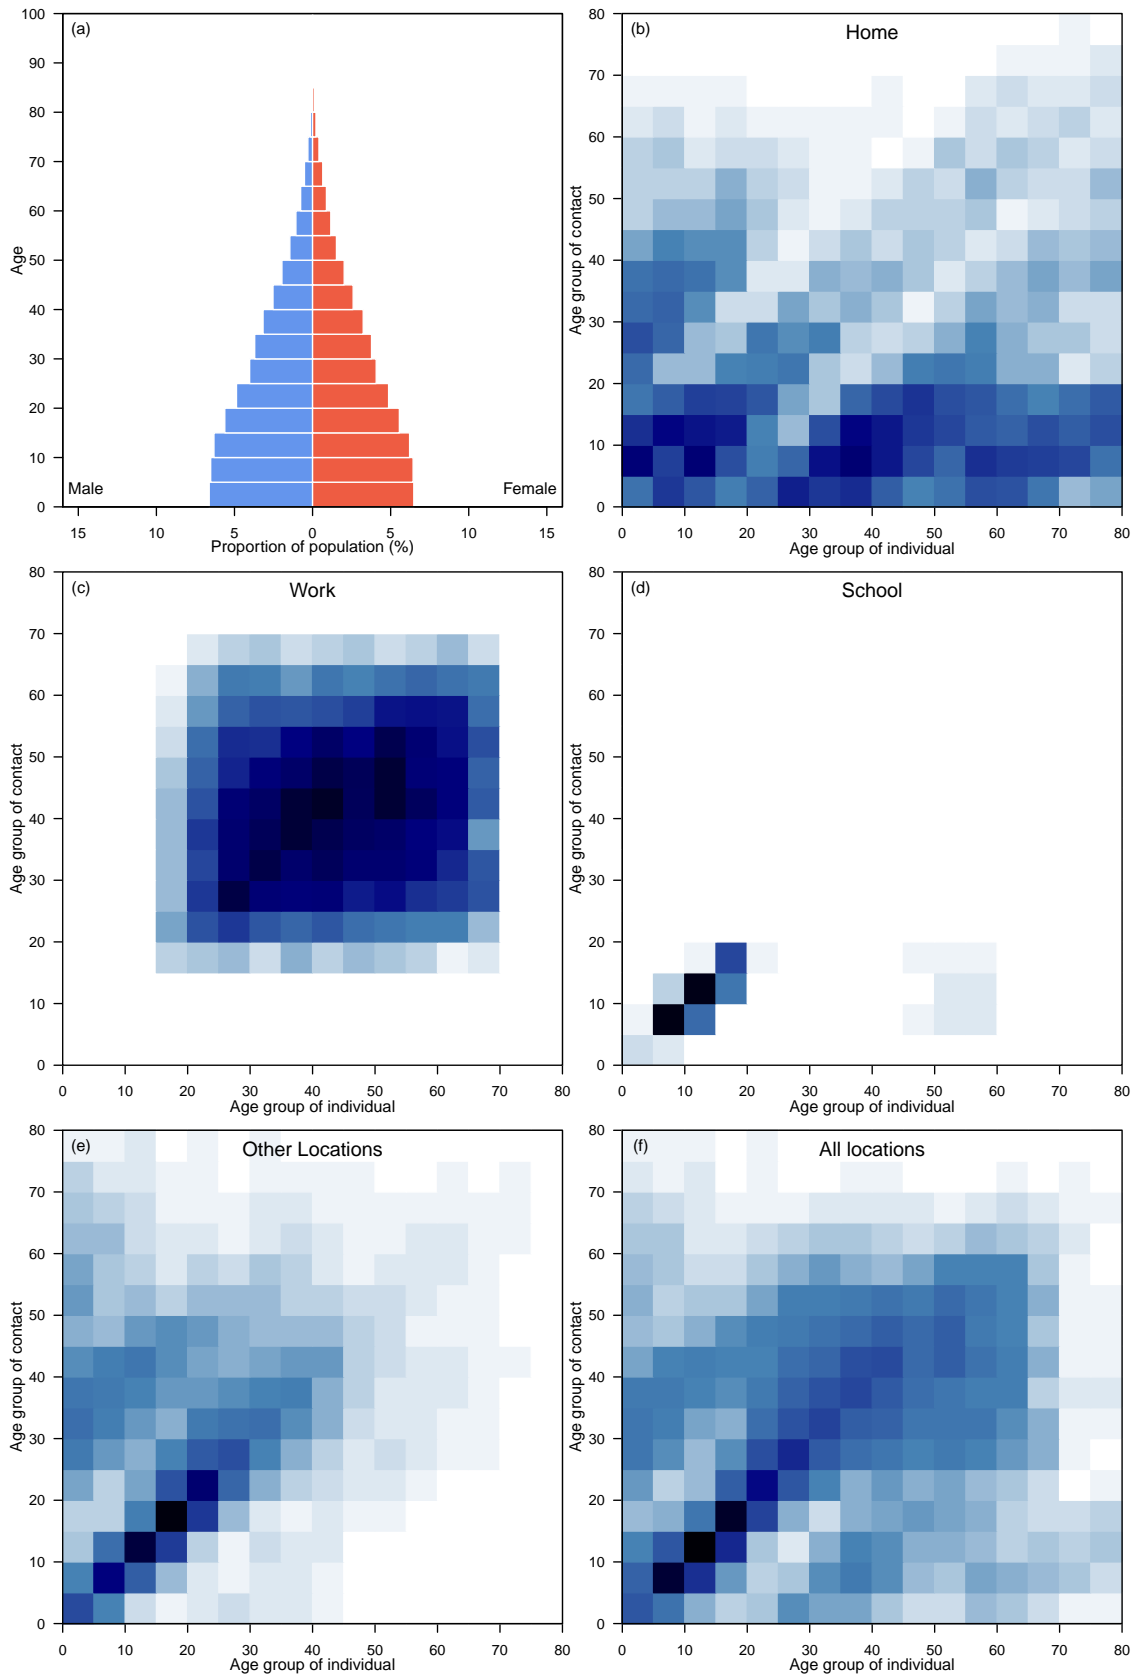 (a)
100
90
80
70
60
50
40
30
20
10
0
Age
Male
Female
15 10 5 0 5 10 15
Proportion of population (%)
(b)
Home
80
70
60
50
40
30
20
10
0
Age group of contact
0 10 20 30 40 50 60 70 80
Age group of individual
(c)
Work
80
70
60
50
40
30
20
10
0
Age group of contact
0 10 20 30 40 50 60 70 80
Age group of individual
(d)
School
80
70
60
50
40
30
20
10
0
Age group of contact
0 10 20 30 40 50 60 70 80
Age group of individual
(e)
Other Locations
80
70
60
50
40
30
20
10
0
Age group of contact
0 10 20 30 40 50 60 70 80
Age group of individual
(f)
All locations
80
70
60
50
40
30
20
10
0
Age group of contact
0 10 20 30 40 50 60 70 80
Age group of individual